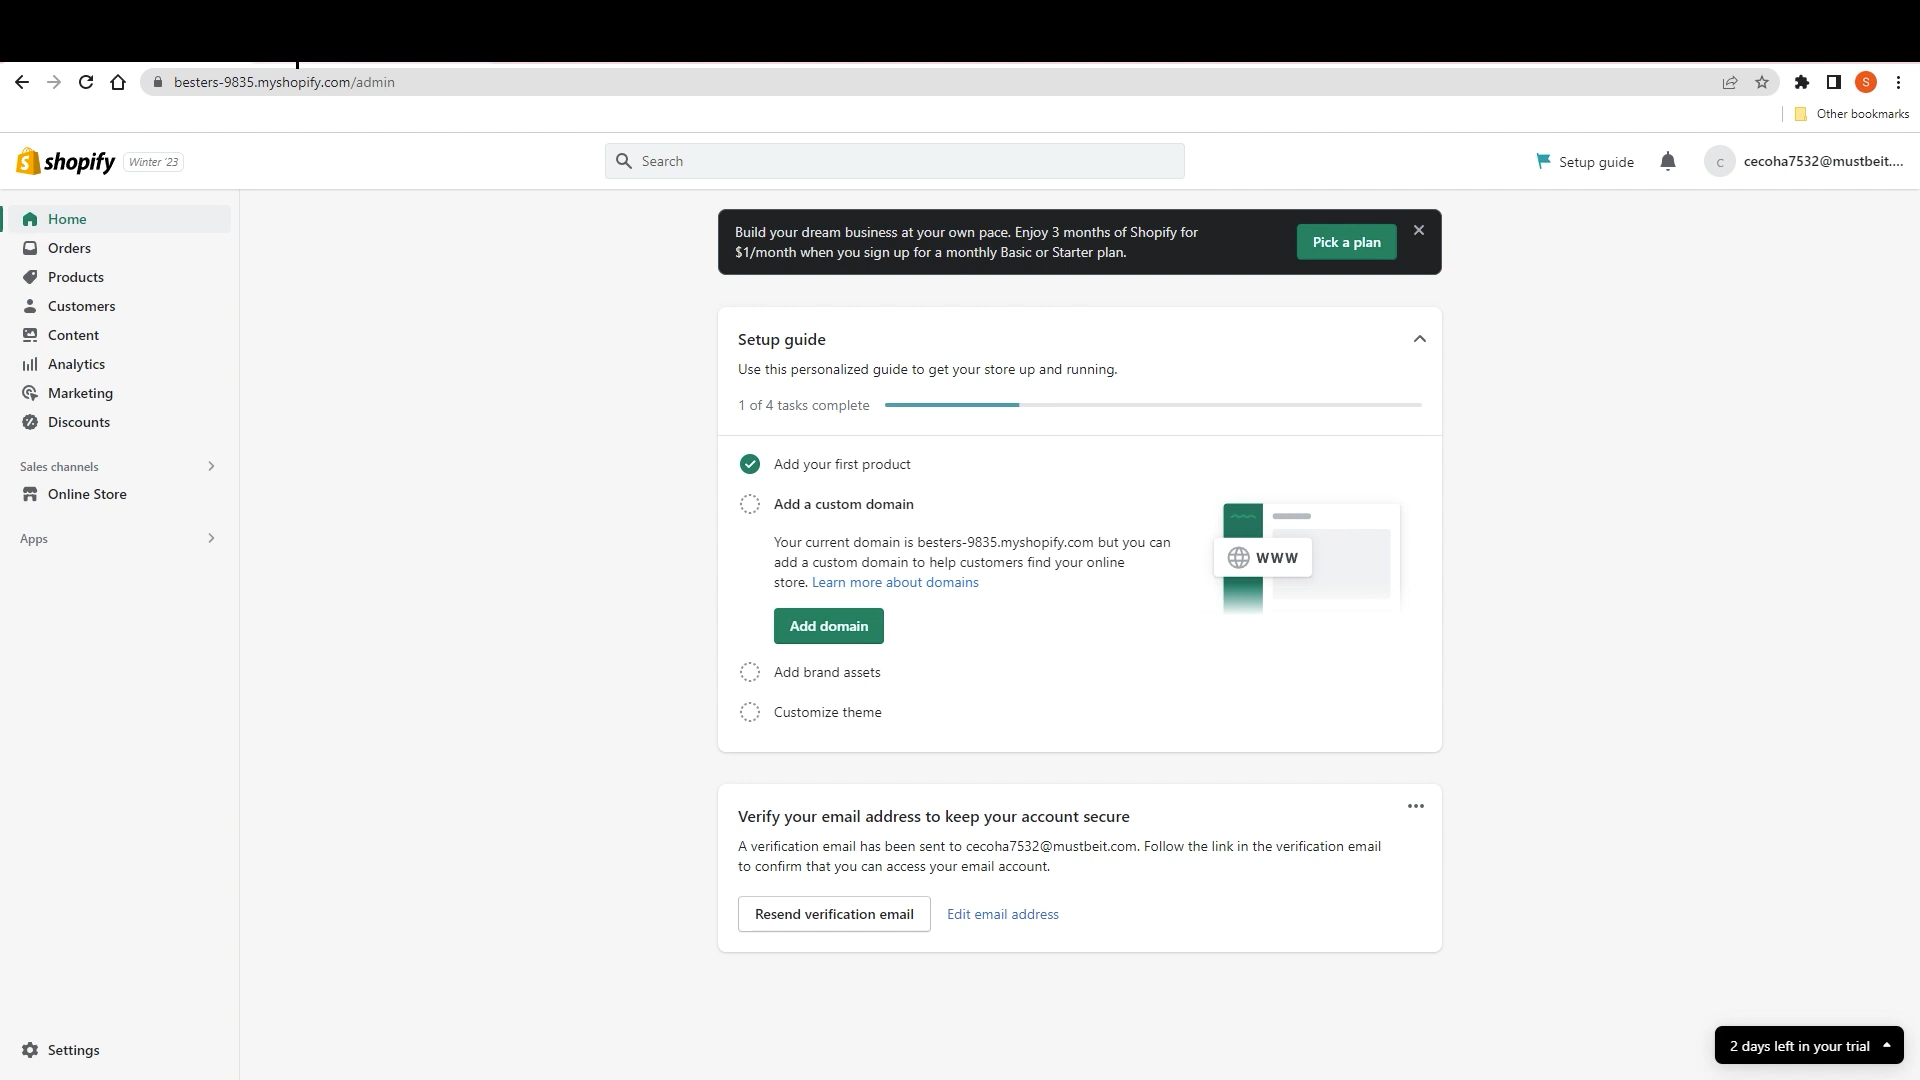 besters-9835.myshopify.com/admin
S
Other bookmarks
shopify Winter '23
Search
Setup guide
C cecoha7532@mustbeit....
Home
Orders
Products
Customers
Content
Analytics
Marketing
Discounts
Sales channels
Online Store
Apps
Settings
Build your dream business at your own pace. Enjoy 3 months of Shopify for
$1/month when you sign up for a monthly Basic or Starter plan.
Pick a plan
Setup guide
Use this personalized guide to get your store up and running.
1 of 4 tasks complete
Add your first product
Add a custom domain
Your current domain is besters-9835.myshopify.com but you can
add a custom domain to help customers find your online
store. Learn more about domains
WWW
Add domain
Add brand assets
Customize theme
Verify your email address to keep your account secure
A verification email has been sent to cecoha7532@mustbeit.com. Follow the link in the verification email
to confirm that you can access your email account.
Resend verification email
Edit email address
2 days left in your trial